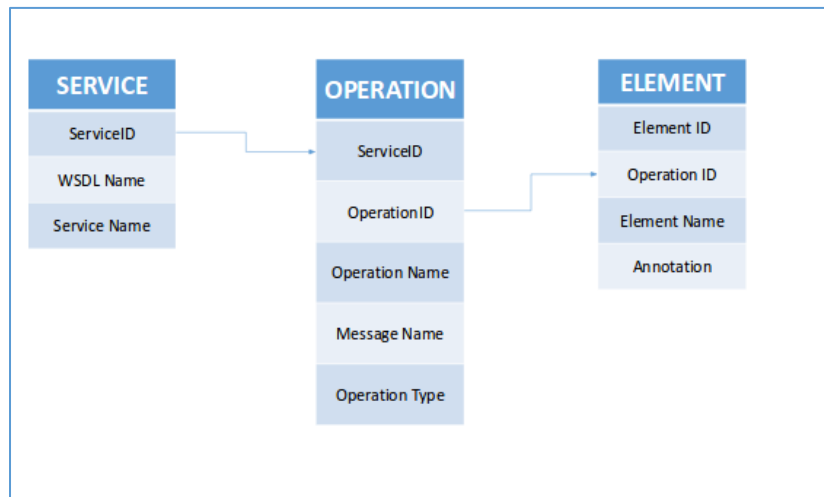 SERVICE
ServiceID
WSDL Name
Service Name
OPERATION
ServiceID
OperationID
Operation Name
Message Name
Operation Type
ELEMENT
Element ID
Operation ID
Element Name
Annotation